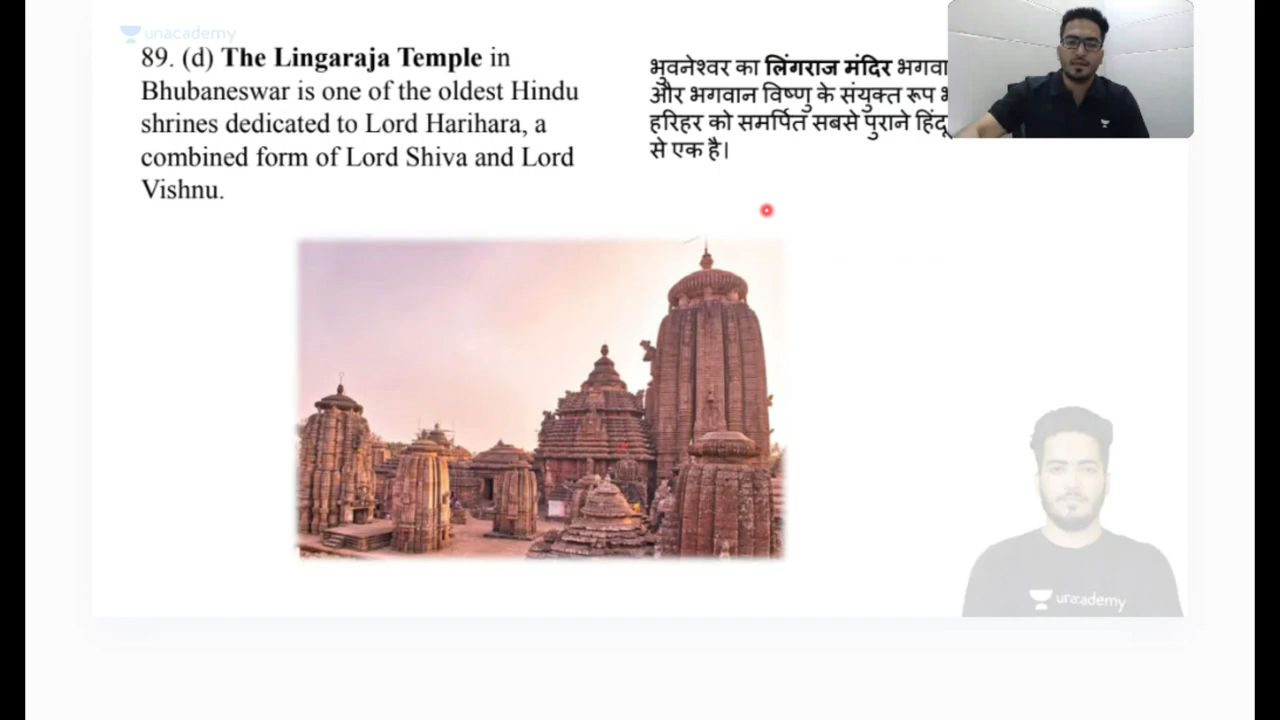 unacademy
89. (d) The Lingaraja Temple in
Bhubaneswar is one of the oldest Hindu
shrines dedicated to Lord Harihara, a
combined form of Lord Shiva and Lord
Vishnu.
भुवनेश्वर का लिंगराज मंदिर
और भगवान विष्णु के संयुक्त रूप
हरिहर को समर्पित सबसे पुराने हिंदू
से एक है।
unacademy